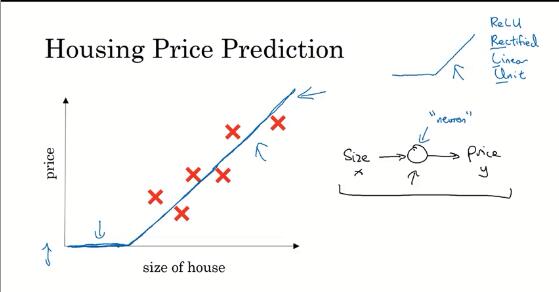 Housing Price Prediction
ReLU
Rectified
Linear
Unit
"neuron"
size
x
price
y
price
size of house